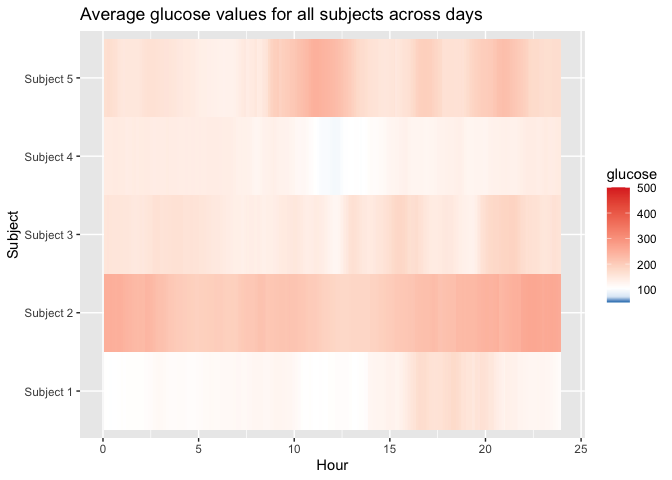 Average glucose values for all subjects across days
Subject 5
Subject 4
Subject 3
Subject 2
Subject 1
Subject
0
5
10
15
20
25
Hour
glucose
500
400
300
200
100